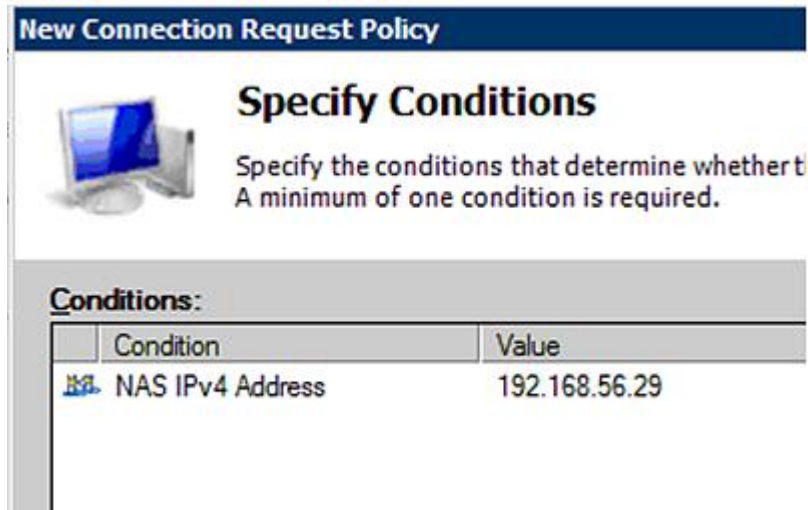 New Connection Request Policy
Specify Conditions
Specify the conditions that determine whether
A minimum of one condition is required.
Conditions:
Condition Value
NAS IPv4 Address 192.168.56.29